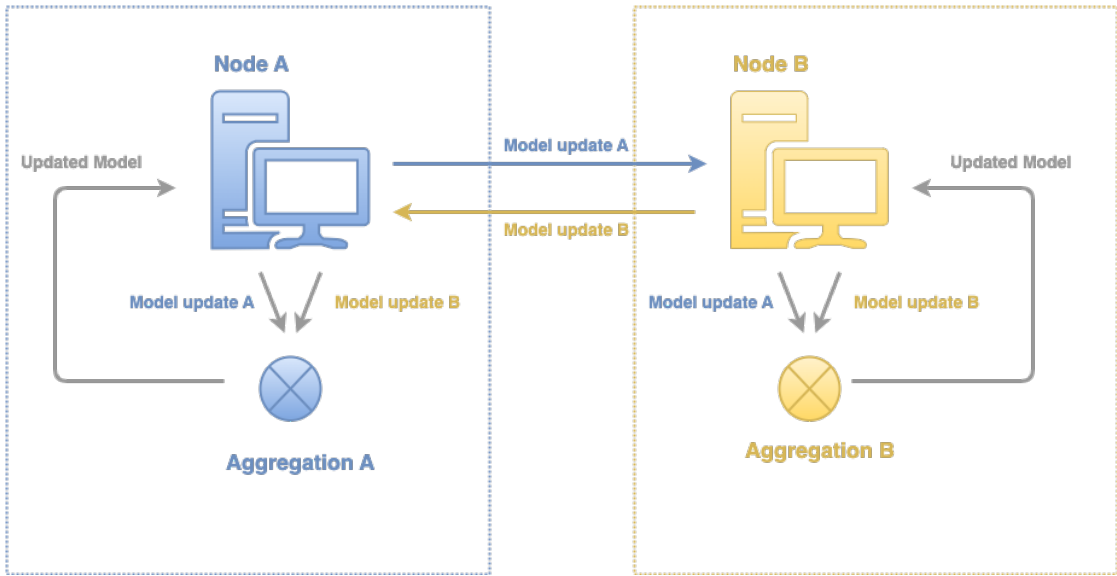 Node A
Node B
Model update A
Updated Model
Updated Model
Model update B
Model update A
Model update B
Model update A
Model update B
Aggregation A
Aggregation B